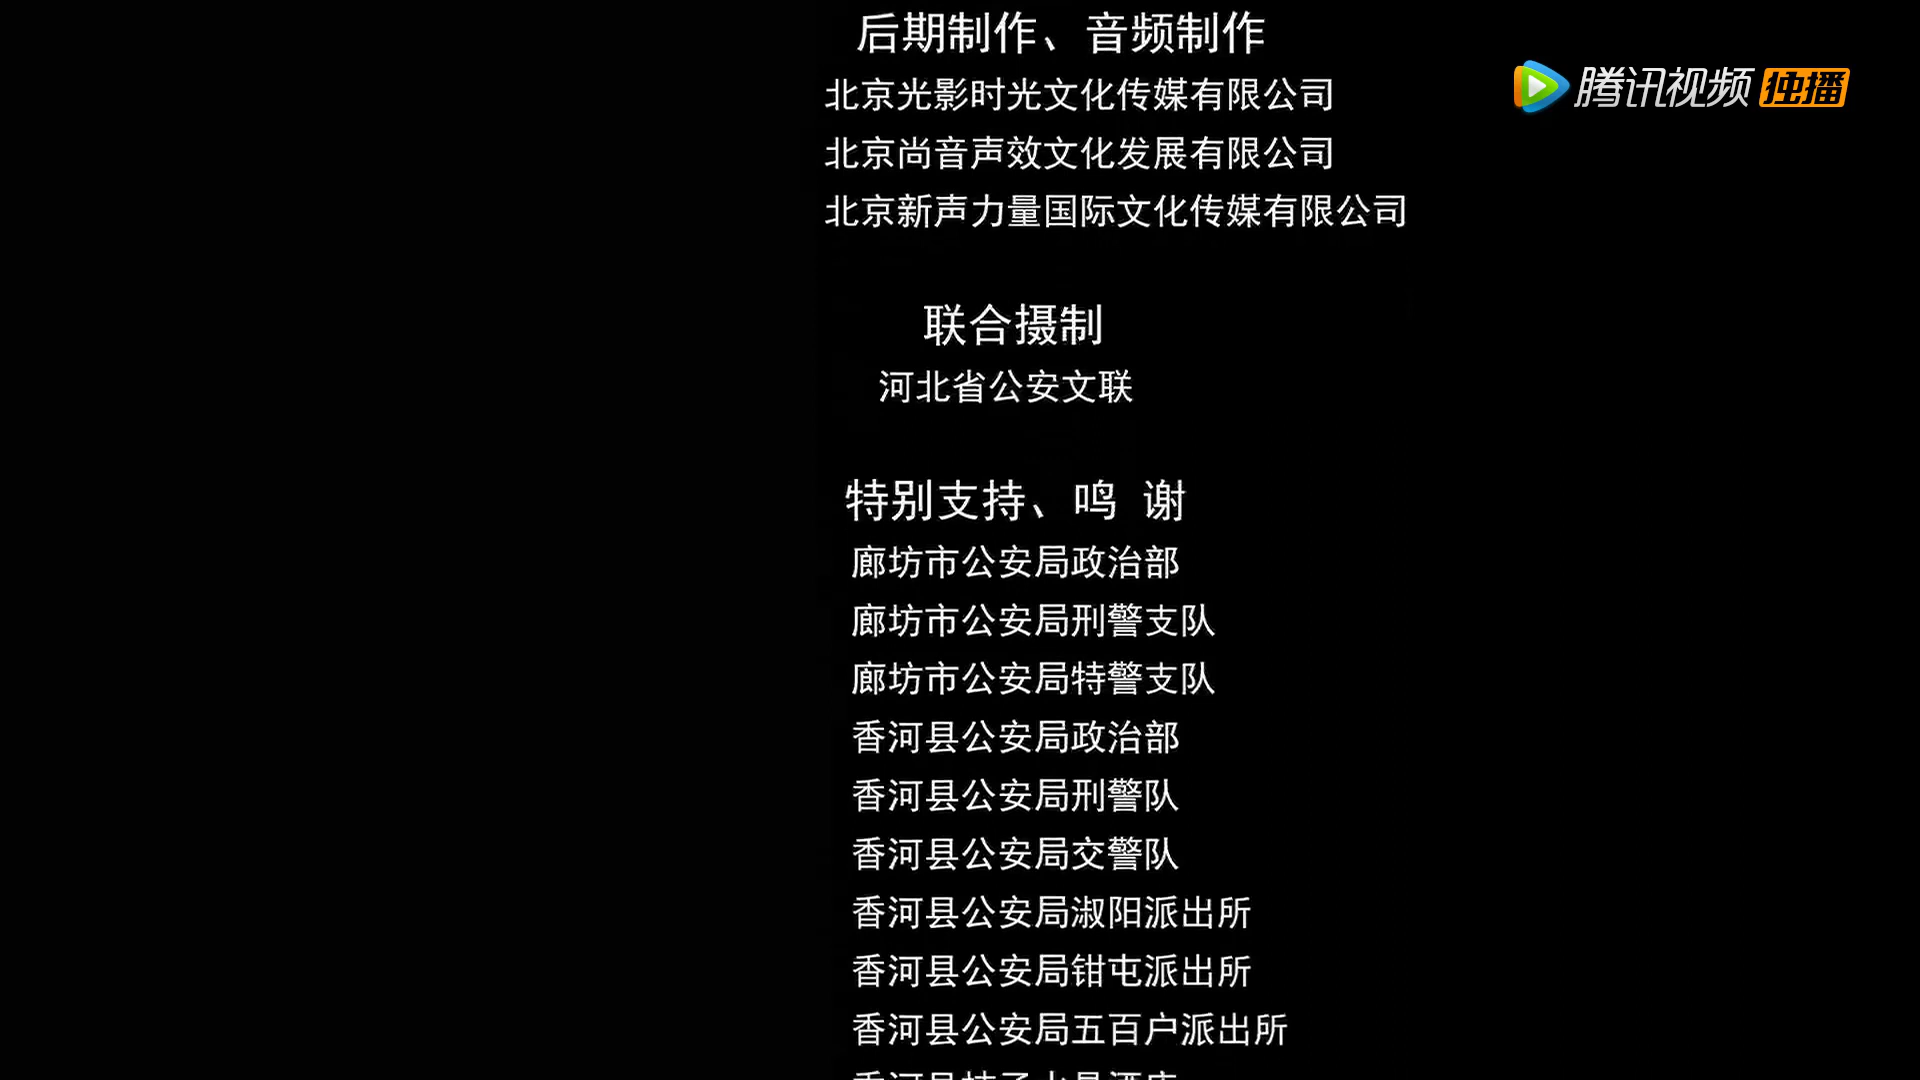 后期制作、音频制作
腾讯视频 独播
北京光影时光文化传媒有限公司
北京尚音声效文化发展有限公司
北京新声力量国际文化传媒有限公司
联合摄制
河北省公安文联
特别支持、鸣 谢
廊坊市公安局政治部
廊坊市公安局刑警支队
廊坊市公安局特警支队
香河县公安局政治部
香河县公安局刑警队
香河县公安局交警队
香河县公安局淑阳派出所
香河县公安局钳屯派出所
香河县公安局五百户派出所